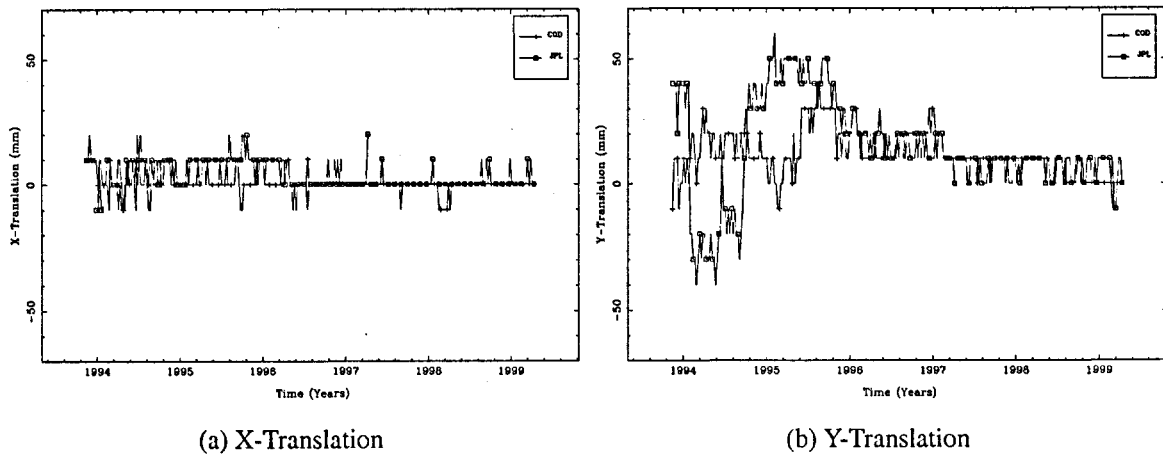 COD
JPL
50
0
-50
X-Translation (mm)
1994 1995 1996 1997 1998 1999
Time (Years)
(a) X-Translation
COD
JPL
50
0
-50
Y-Translation (mm)
1994 1995 1996 1997 1998 1999
Time (Years)
(b) Y-Translation